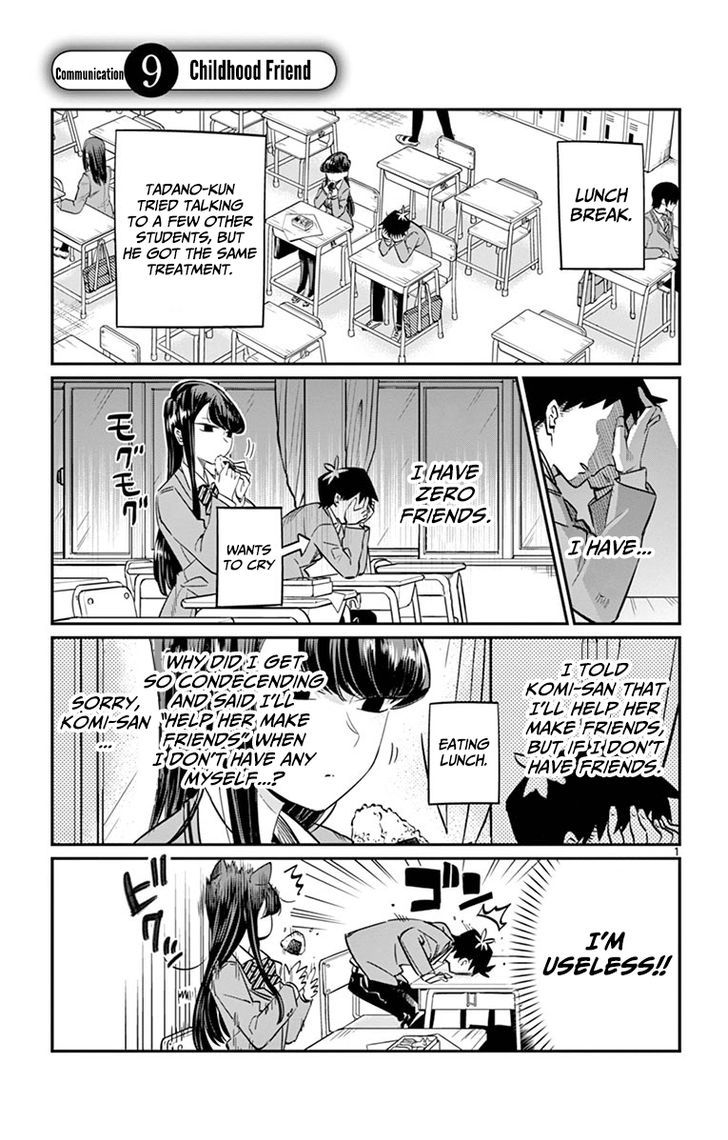 Communication 9 Childhood Friend
LUNCH
BREAK.
TADANO-KUN
TRIED TALKING
TO A FEW OTHER
STUDENTS, BUT
HE GOT THE SAME
TREATMENT.
I HAVE...
I HAVE
ZERO
FRIENDS.
WANTS
TO CRY
モグモグ
I TOLD
KOMI-SAN THAT
I'LL HELP HER
MAKE FRIENDS,
BUT IF I DON'T
HAVE FRIENDS.
EATING
LUNCH.
WHY DID I GET
SO CONDECENDING
AND SAID I'LL
"HELP HER MAKE
FRIENDS" WHEN
I DON'T HAVE ANY
MYSELF...?
SORRY,
KOMI-SAN
...
1
I'M
USELESS!!
ゴン
ビクッ